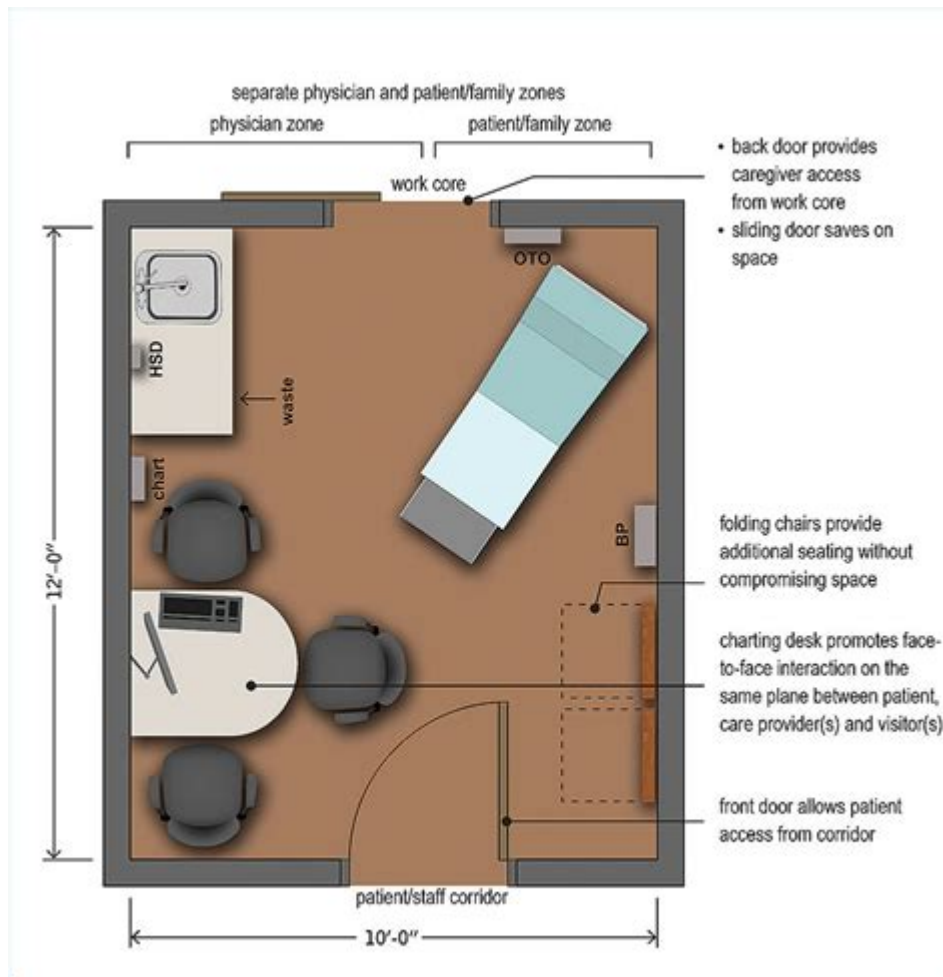 separate physician and patient/family zones
physician zone
patient/family zone
work core
• back door provides
caregiver access
from work core
• sliding door saves on
space
OTO
HSD
waste
chart
BP
12'-0"
folding chairs provide
additional seating without
compromising space
charting desk promotes face-
to-face interaction on the
same plane between patient,
care provider(s) and visitor(s)
front door allows patient
access from corridor
patient/staff corridor
10'-0"